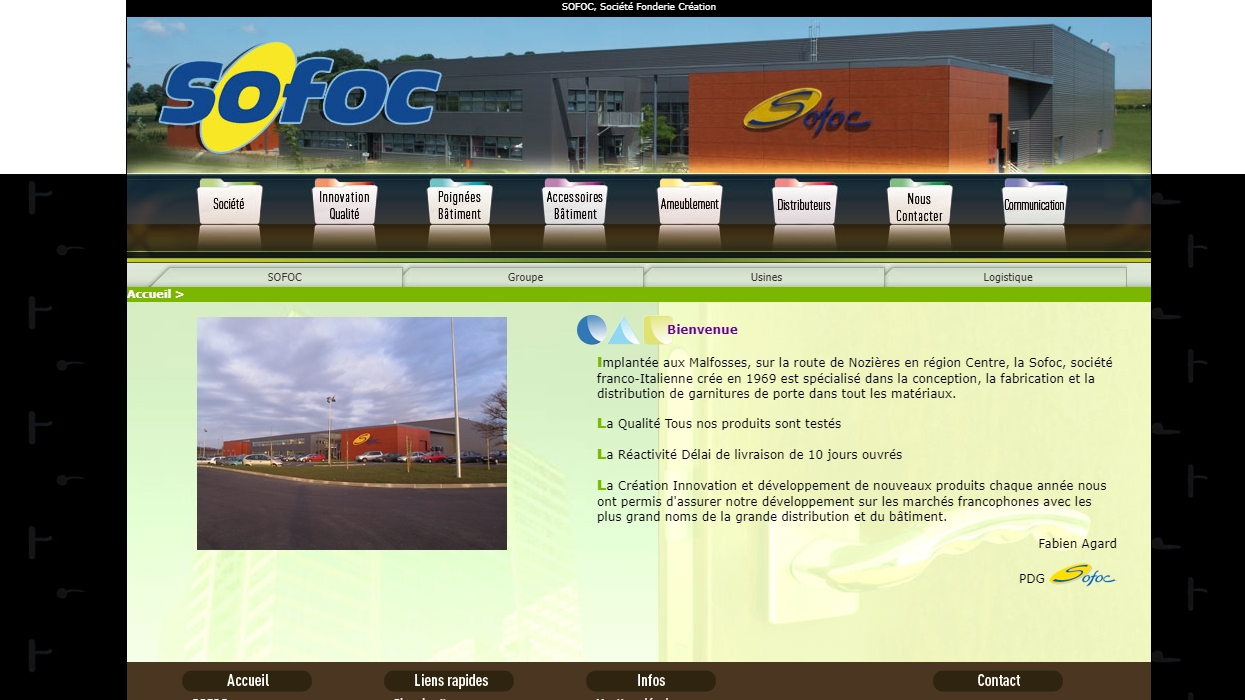 SOFOC, Société Fonderie Création
Sofoc
Sofoc
Société
Innovation
Qualité
Poignées
Bâtiment
Accessoires
Bâtiment
Ameublement
Distributeurs
Nous
Contacter
Communication
SOFOC
Groupe
Usines
Logistique
Accueil >
Bienvenue
Implantée aux Malfosses, sur la route de Nozières en région Centre, la Sofoc, société
franco-Italienne crée en 1969 est spécialisé dans la conception, la fabrication et la
distribution de garnitures de porte dans tout les matériaux.
La Qualité Tous nos produits sont testés
La Réactivité Délai de livraison de 10 jours ouvrés
La Création Innovation et développement de nouveaux produits chaque année nous
ont permis d'assurer notre développement sur les marchés francophones avec les
plus grand noms de la grande distribution et du bâtiment.
Fabien Agard
PDG Sofoc
Accueil
Liens rapides
Infos
Contact